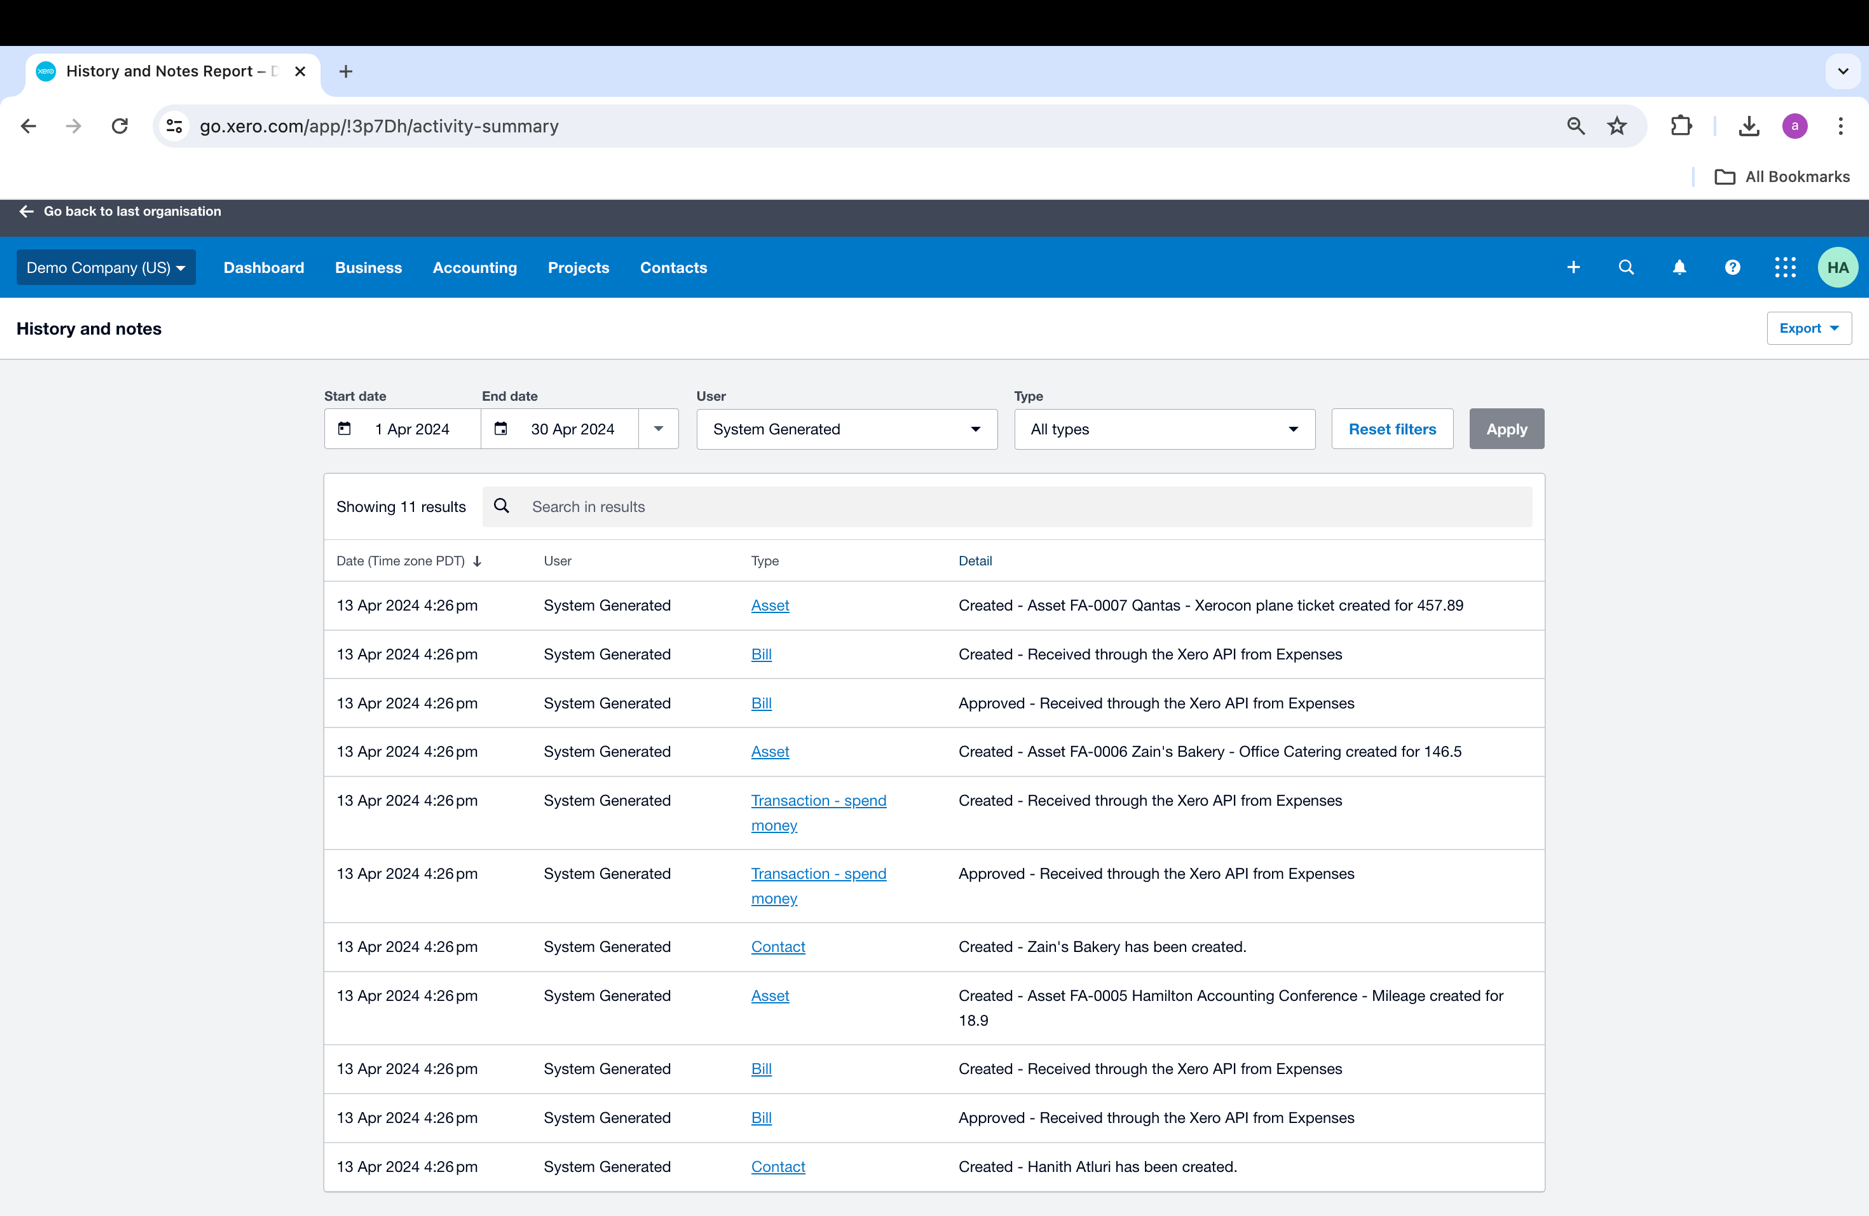 History and Notes Report –
go.xero.com/app/!3p7Dh/activity-summary
a
All Bookmarks
Go back to last organisation
Demo Company (US) Dashboard Business Accounting Projects Contacts HA
History and notes Export
Start date End date User Type
1 Apr 2024 30 Apr 2024 System Generated All types Reset filters Apply
Showing 11 results Search in results
Date (Time zone PDT) User Type Detail
13 Apr 2024 4:26 pm System Generated Asset Created - Asset FA-0007 Qantas - Xerocon plane ticket created for 457.89
13 Apr 2024 4:26 pm System Generated Bill Created - Received through the Xero API from Expenses
13 Apr 2024 4:26 pm System Generated Bill Approved - Received through the Xero API from Expenses
13 Apr 2024 4:26 pm System Generated Asset Created - Asset FA-0006 Zain's Bakery - Office Catering created for 146.5
13 Apr 2024 4:26 pm System Generated Transaction - spend Created - Received through the Xero API from Expenses
money
13 Apr 2024 4:26 pm System Generated Transaction - spend Approved - Received through the Xero API from Expenses
money
13 Apr 2024 4:26 pm System Generated Contact Created - Zain's Bakery has been created.
13 Apr 2024 4:26 pm System Generated Asset Created - Asset FA-0005 Hamilton Accounting Conference - Mileage created for
18.9
13 Apr 2024 4:26 pm System Generated Bill Created - Received through the Xero API from Expenses
13 Apr 2024 4:26 pm System Generated Bill Approved - Received through the Xero API from Expenses
13 Apr 2024 4:26 pm System Generated Contact Created - Hanith Atluri has been created.